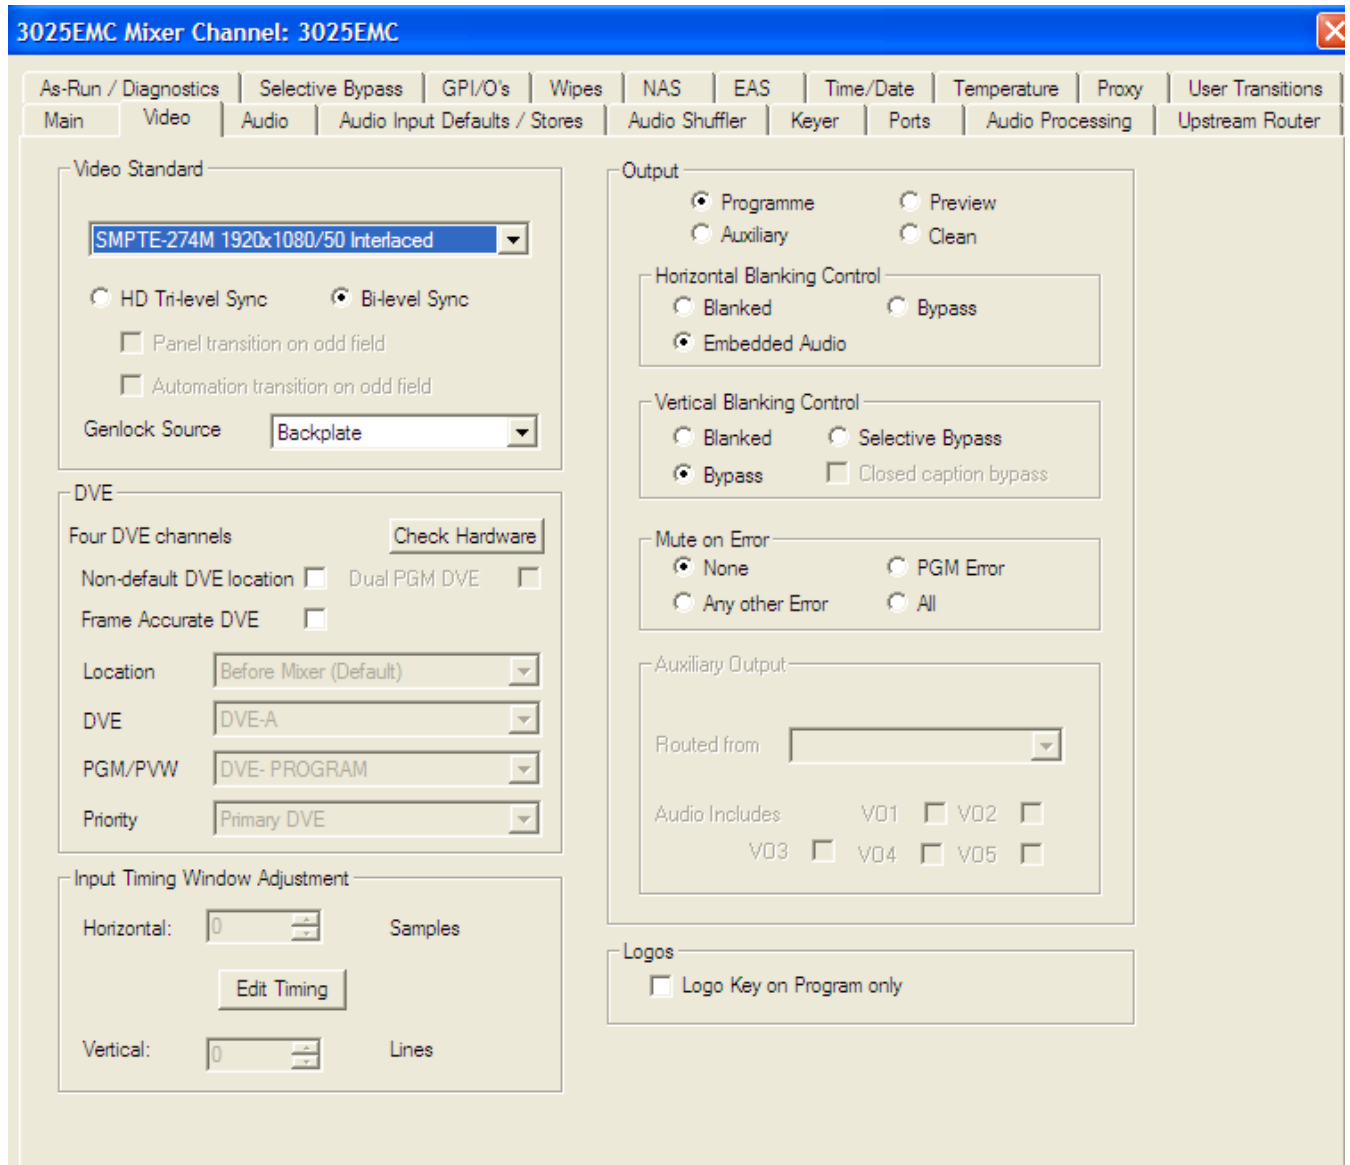 3025EMC Mixer Channel: 3025EMC
As-Run / Diagnostics Selective Bypass GPI/O's Wipes NAS EAS Time/Date Temperature Proxy User Transitions
Main Video Audio Audio Input Defaults / Stores Audio Shuffler Keyer Ports Audio Processing Upstream Router
Video Standard
SMPTE-274M 1920x1080/50 Interlaced
HD Tri-level Sync Bi-level Sync
Panel transition on odd field
Automation transition on odd field
Genlock Source Backplate
DVE
Four DVE channels Check Hardware
Non-default DVE location Dual PGM DVE
Frame Accurate DVE
Location Before Mixer (Default)
DVE DVE-A
PGM/PVW DVE- PROGRAM
Priority Primary DVE
Input Timing Window Adjustment
Horizontal: 0 Samples
Edit Timing
Vertical: 0 Lines
Output
Programme Preview
Auxiliary Clean
Horizontal Blanking Control
Blanked Bypass
Embedded Audio
Vertical Blanking Control
Blanked Selective Bypass
Bypass Closed caption bypass
Mute on Error
None PGM Error
Any other Error All
Auxiliary Output
Routed from
Audio Includes VO1 VO2
VO3 VO4 VO5
Logos
Logo Key on Program only